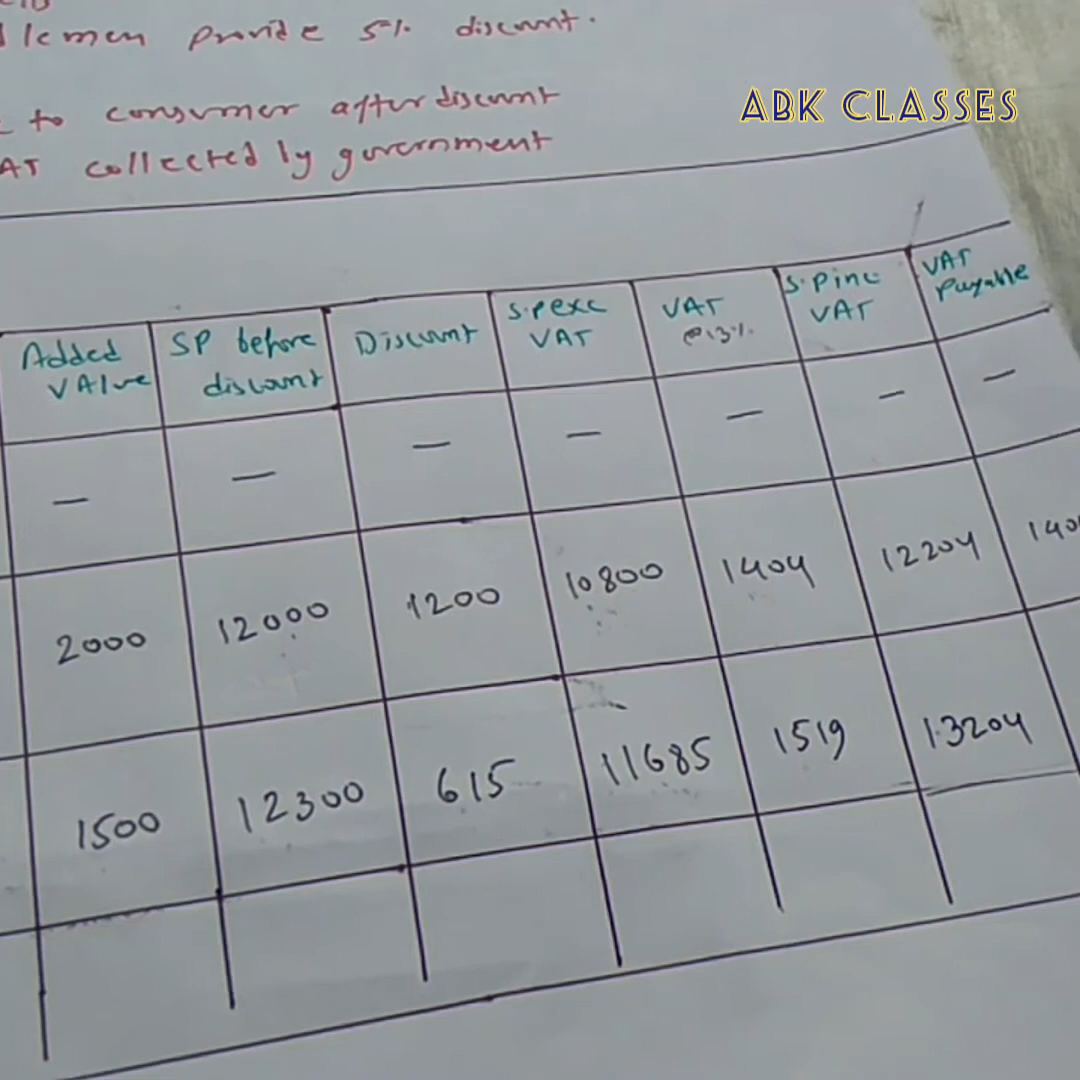 lemen provide 5% discount.
to consumer after discount
AT collected by government
ABK CLASSES
Added VAlue
SP before discount
Discount
S.P exc VAT
VAT @13%
S.P inc VAT
VAT Payable
— — — — — — —
2000 12000 1200 10800 1404 12204 140
1500 12300 615 11685 1519 13204